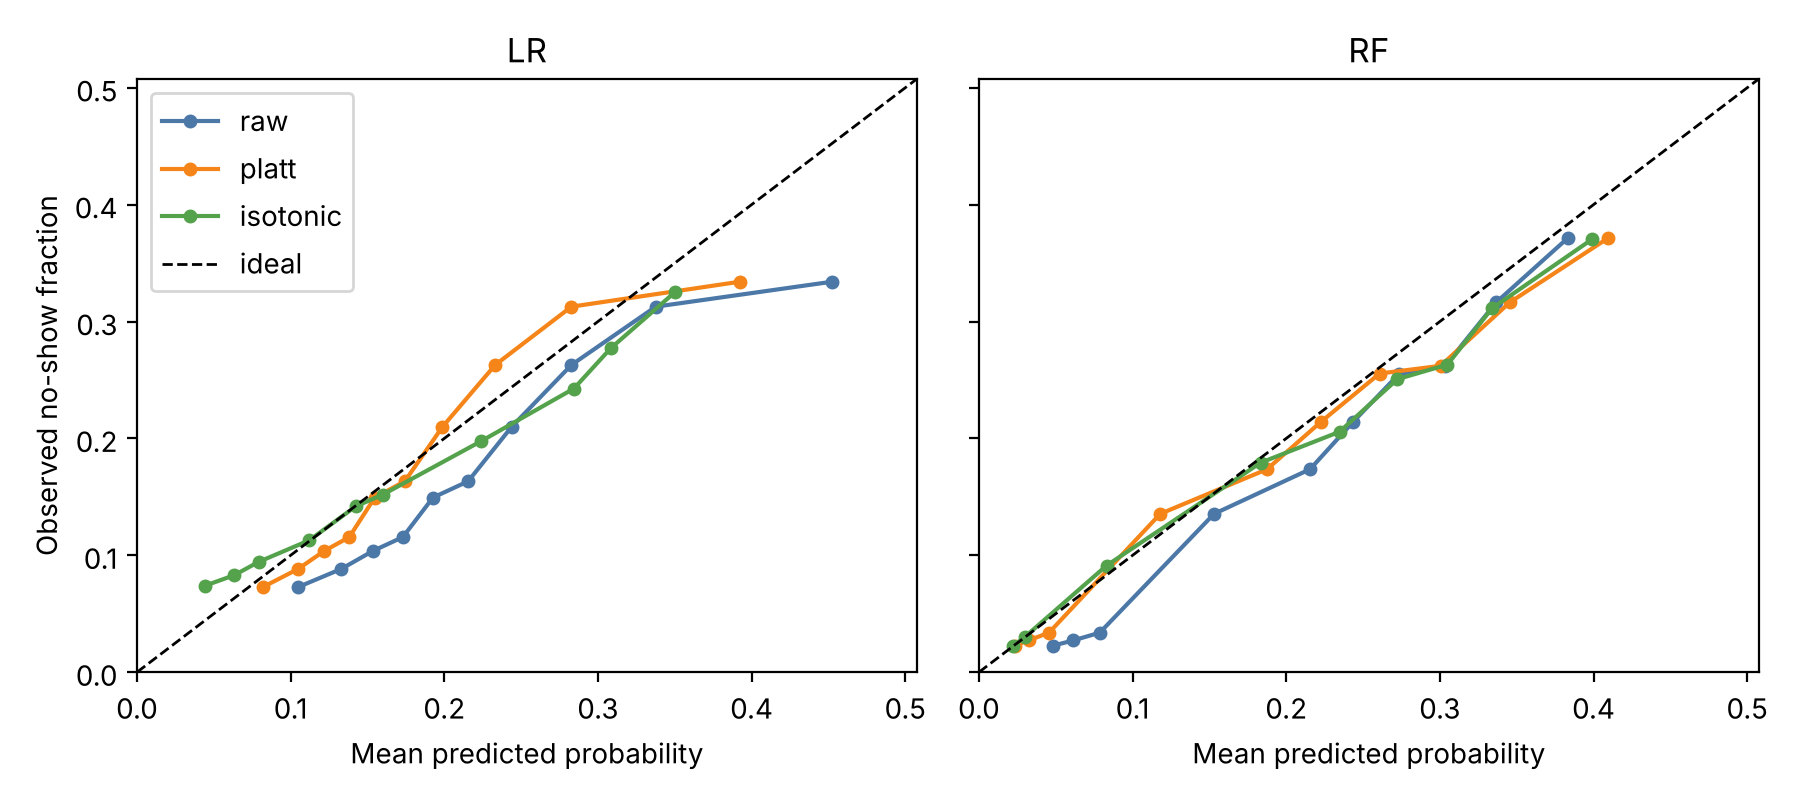 LR
RF
raw
platt
isotonic
ideal
Observed no-show fraction
0.5
0.4
0.3
0.2
0.1
0.0
0.0 0.1 0.2 0.3 0.4 0.5
0.0 0.1 0.2 0.3 0.4 0.5
Mean predicted probability
Mean predicted probability